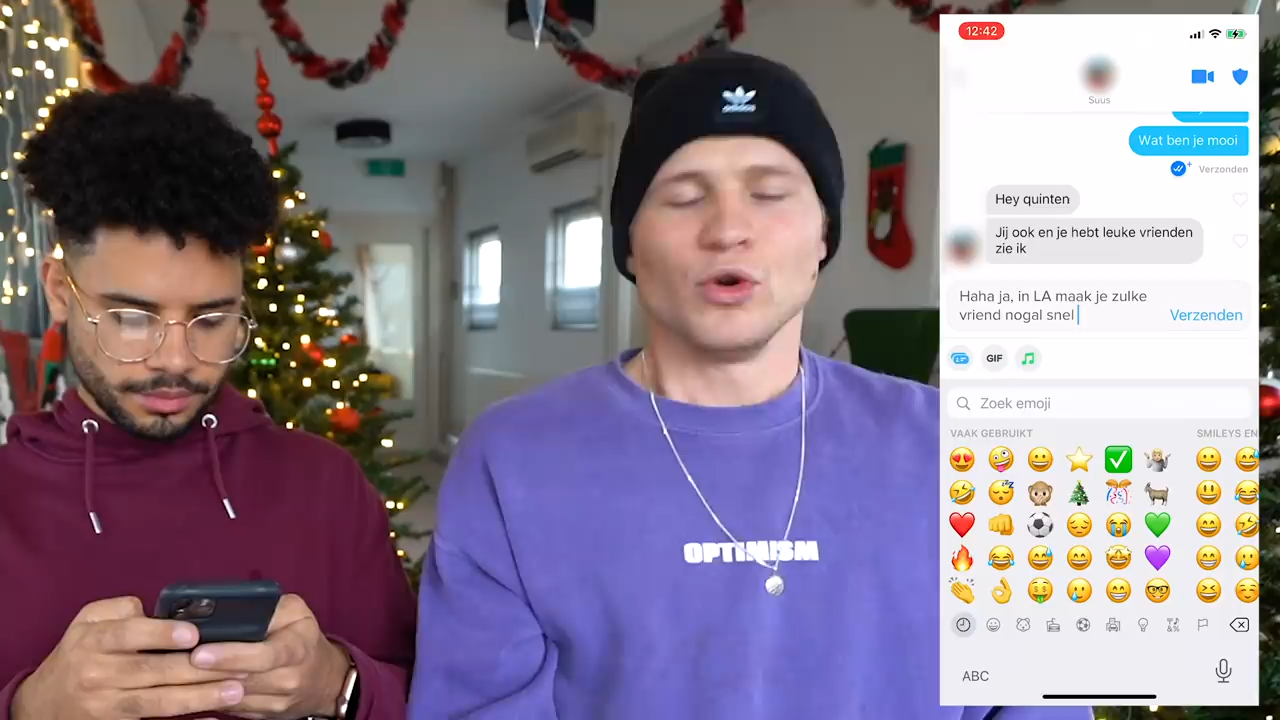 12:42
Suus
Wat ben je mooi
Verzonden
Hey quinten
Jij ook en je hebt leuke vrienden
zie ik
Haha ja, in LA maak je zulke
vriend nogal snel
Verzenden
GIF
Zoek emoji
VAAK GEBRUIKT
SMILEYS EN
ABC
OPTIMISM